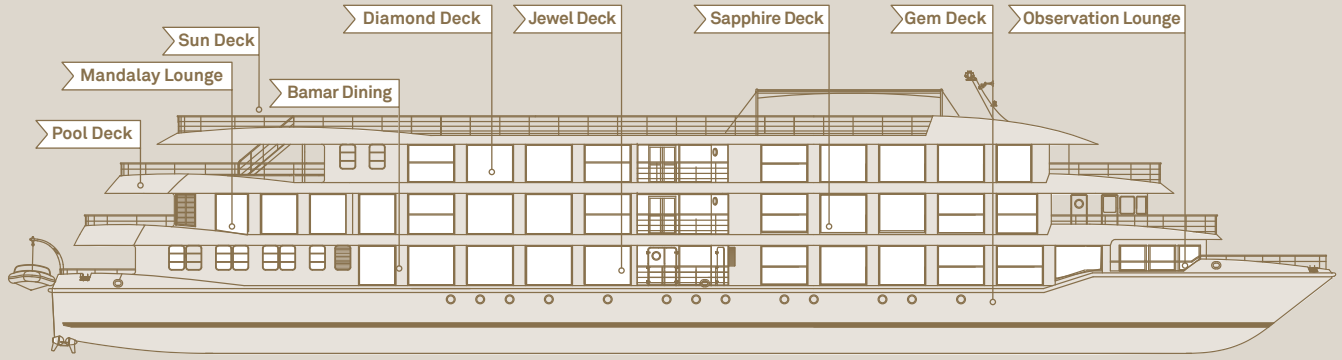 Diamond Deck
Jewel Deck
Sapphire Deck
Gem Deck
Observation Lounge
Sun Deck
Mandalay Lounge
Bamar Dining
Pool Deck